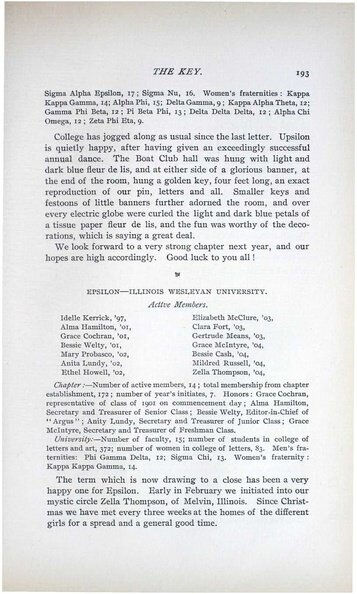 THE KEY. 193
Sigma Alpha Epsilon, 17; Sigma Nu, 16. Women's fraternities: Kappa
Kappa Gamma, 14; Alpha Phi, 15; Delta Gamma, 9; Kappa Alpha Theta, 12;
Gamma Phi Beta, 12; Pi Beta Phi, 13; Delta Delta Delta, 12; Alpha Chi
Omega, 12; Zeta Phi Eta, 9.
College has jogged along as usual since the last letter. Upsilon
is quietly happy, after having given an exceedingly successful
annual dance. The Boat Club hall was hung with light and
dark blue fleur de lis, and at either side of a glorious banner, at
the end of the room, hung a golden key, four feet long, an exact
reproduction of our pin, letters and all. Smaller keys and
festoons of little banners further adorned the room, and over
every electric globe were curled the light and dark blue petals of
a tissue paper fleur de lis, and the fun was worthy of the deco-
rations, which is saying a great deal.
We look forward to a very strong chapter next year, and our
hopes are high accordingly. Good luck to you all!
EPSILON—ILLINOIS WESLEYAN UNIVERSITY.
Active Members.
Idelle Kerrick, '97, Elizabeth McClure, '03,
Alma Hamilton, '01, Clara Fort, '03,
Grace Cochran, '01, Gertrude Means, '03,
Bessie Welty, '01, Grace McIntyre, '04,
Mary Probasco, '02, Bessie Cash, '04,
Anita Lundy, '02, Mildred Russell, '04,
Ethel Howell, '02, Zella Thompson, '04,
Chapter:—Number of active members, 14; total membership from chapter
establishment, 172; number of year's initiates, 7. Honors: Grace Cochran,
representative of class of 1901 on commencement day; Alma Hamilton,
Secretary and Treasurer of Senior Class; Bessie Welty, Editor-in-Chief of
"Argus"; Anity Lundy, Secretary and Treasurer of Junior Class; Grace
McIntyre, Secretary and Treasurer of Freshman Class.
University:—Number of faculty, 15; number of students in college of
letters and art, 372; number of women in college of letters, 83. Men's fra-
ternities: Phi Gamma Delta, 12; Sigma Chi, 13. Women's fraternity:
Kappa Kappa Gamma, 14.
The term which is now drawing to a close has been a very
happy one for Epsilon. Early in February we initiated into our
mystic circle Zella Thompson, of Melvin, Illinois. Since Christ-
mas we have met every three weeks at the homes of the different
girls for a spread and a general good time.